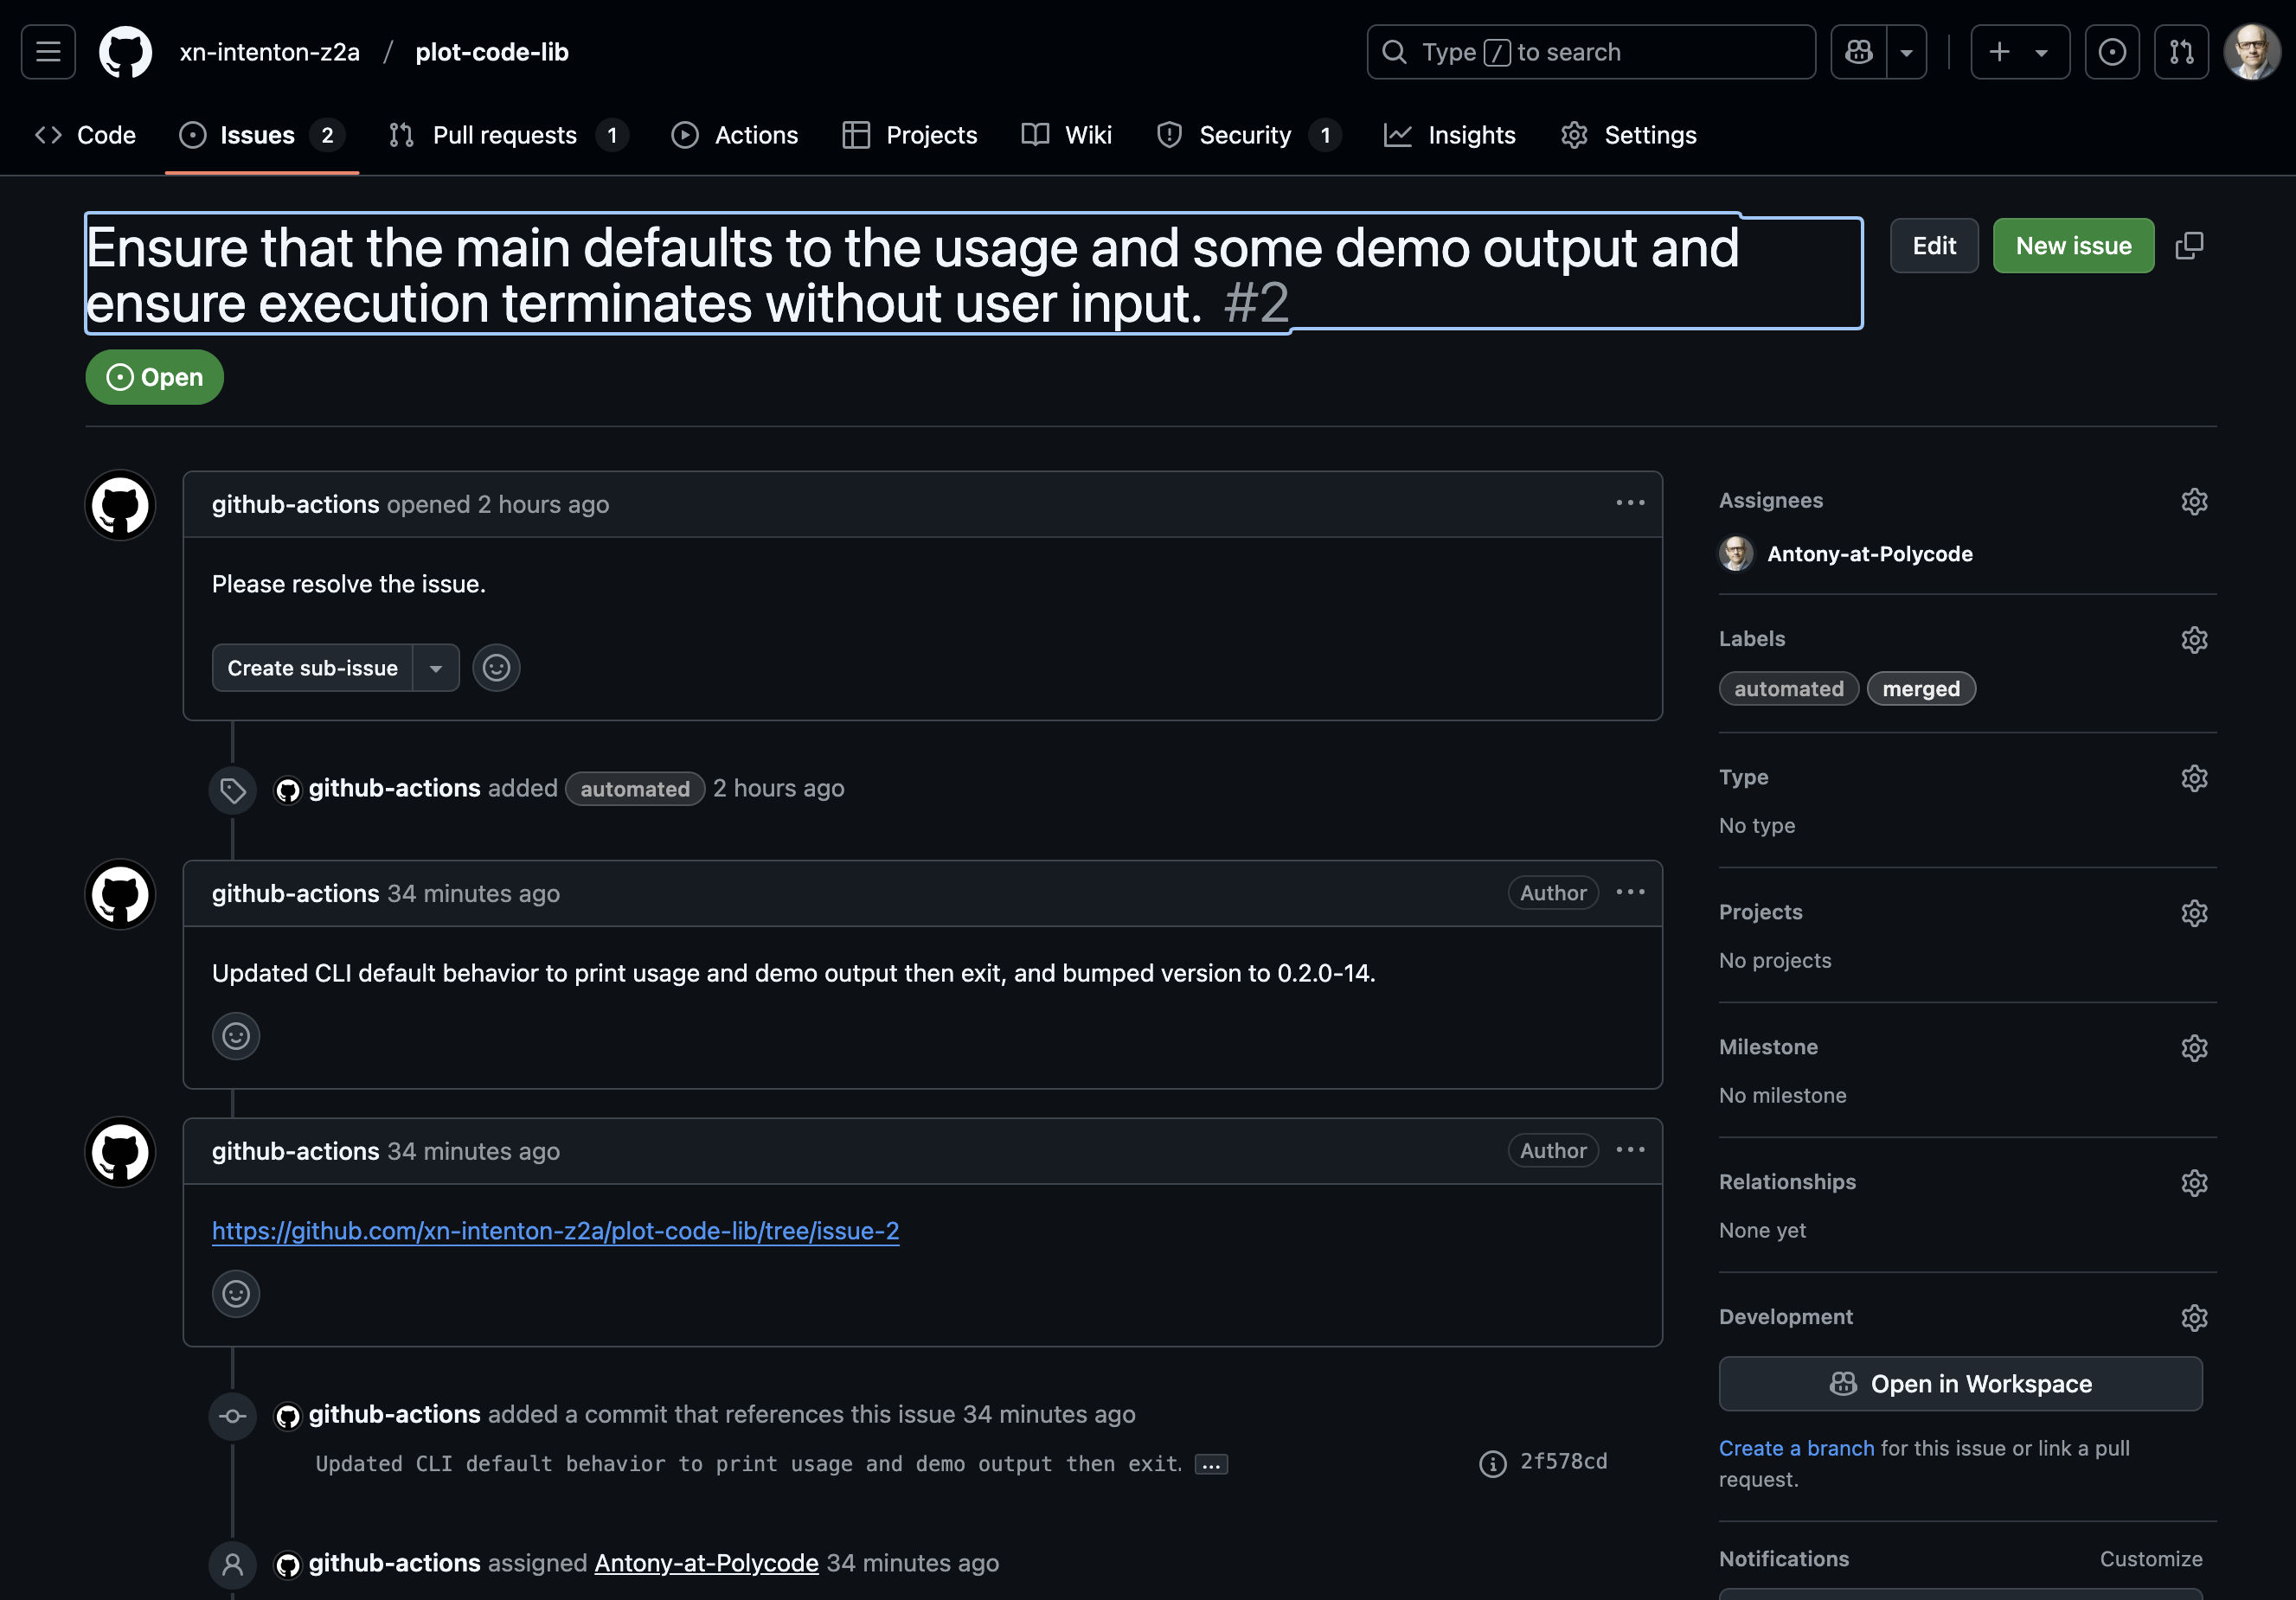 xn-intenton-z2a / plot-code-lib
Type / to search
Code
Issues 2
Pull requests 1
Actions
Projects
Wiki
Security 1
Insights
Settings
Ensure that the main defaults to the usage and some demo output and
ensure execution terminates without user input. #2
Edit
New issue
Open
github-actions opened 2 hours ago
Please resolve the issue.
Create sub-issue
github-actions added automated 2 hours ago
github-actions 34 minutes ago
Author
Updated CLI default behavior to print usage and demo output then exit, and bumped version to 0.2.0-14.
github-actions 34 minutes ago
Author
https://github.com/xn-intenton-z2a/plot-code-lib/tree/issue-2
github-actions added a commit that references this issue 34 minutes ago
Updated CLI default behavior to print usage and demo output then exit. ...
2f578cd
github-actions assigned Antony-at-Polycode 34 minutes ago
Assignees
Antony-at-Polycode
Labels
automated merged
Type
No type
Projects
No projects
Milestone
No milestone
Relationships
None yet
Development
Open in Workspace
Create a branch for this issue or link a pull
request.
Notifications
Customize